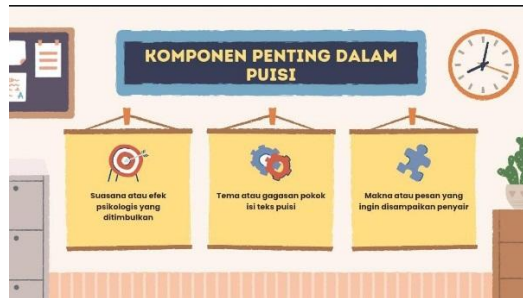 KOMPONEN PENTING DALAM
PUISI
Suasana atau efek
psikologis yang
ditimbulkan
Tema atau gagasan pokok
isi teks puisi
Makna atau pesan yang
ingin disampaikan penyair